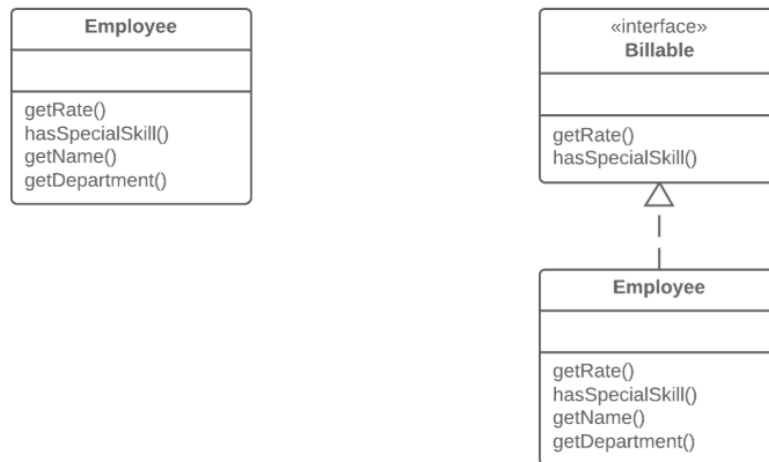 Employee
getRate()
hasSpecialSkill()
getName()
getDepartment()
«interface»
Billable
getRate()
hasSpecialSkill()
Employee
getRate()
hasSpecialSkill()
getName()
getDepartment()